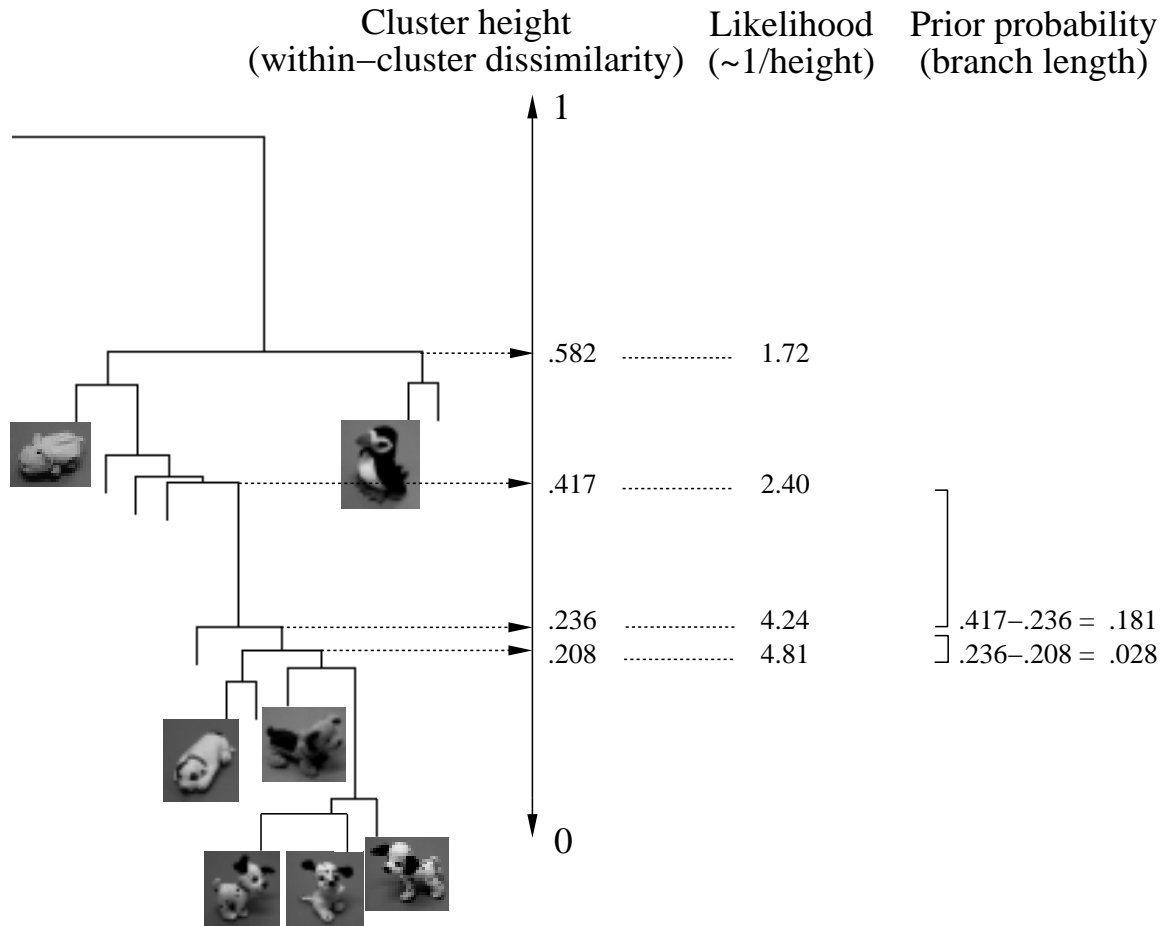 Cluster height
(within−cluster dissimilarity)
Likelihood
(~1/height)
Prior probability
(branch length)
1
.582 1.72
.417 2.40
.236 4.24 .417−.236 = .181
.208 4.81 .236−.208 = .028
0